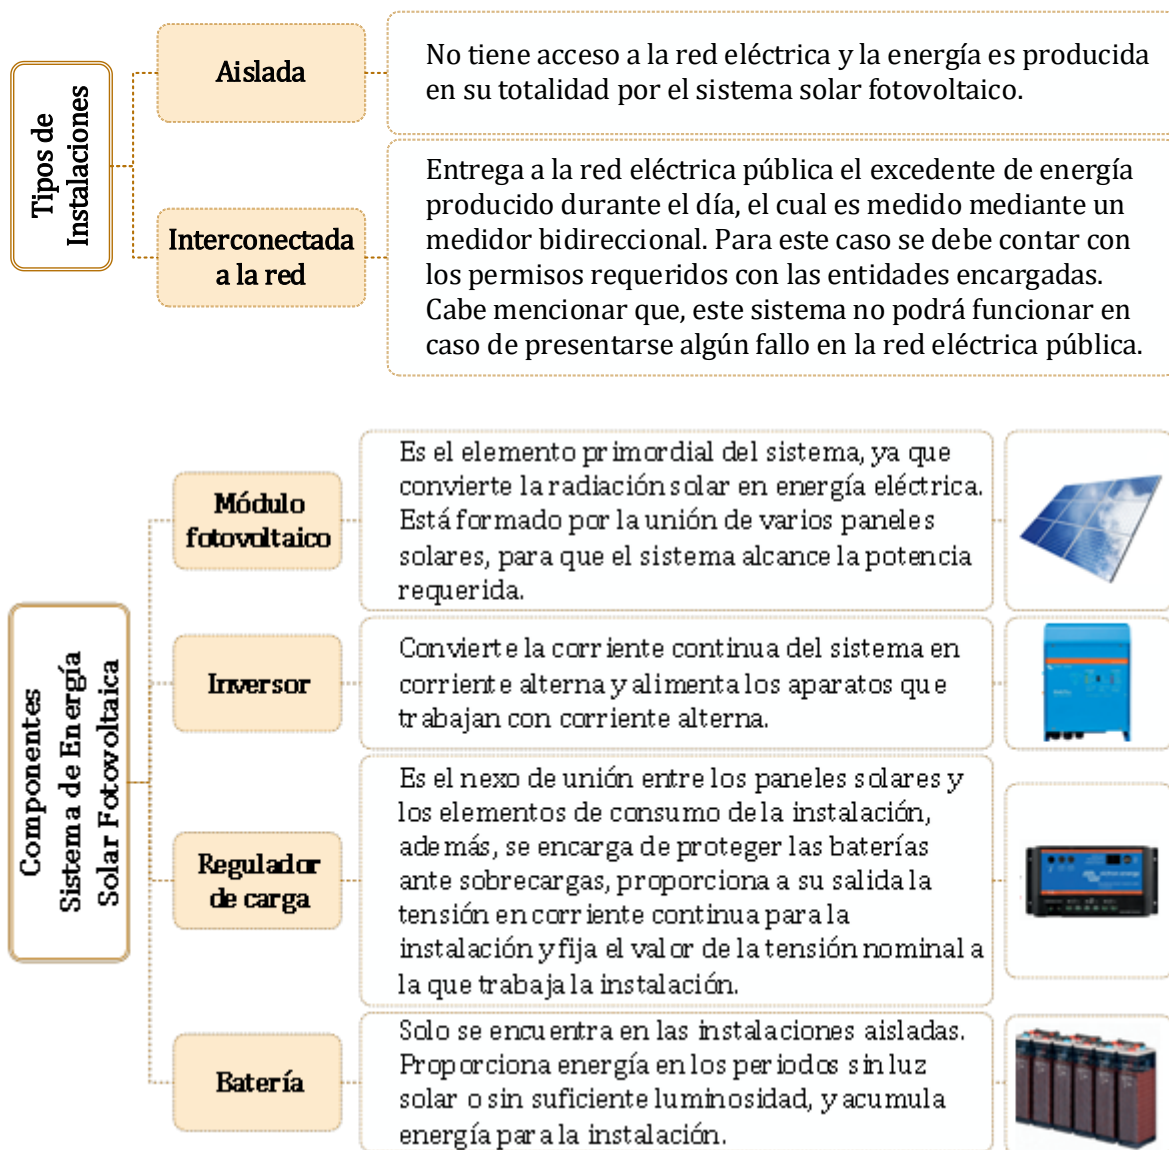 Tipos de
Instalaciones
Aislada
No tiene acceso a la red eléctrica y la energía es producida
en su totalidad por el sistema solar fotovoltaico.
Interconectada
a la red
Entrega a la red eléctrica pública el excedente de energía
producido durante el día, el cual es medido mediante un
medidor bidireccional. Para este caso se debe contar con
los permisos requeridos con las entidades encargadas.
Cabe mencionar que, este sistema no podrá funcionar en
caso de presentarse algún fallo en la red eléctrica pública.
Componentes
Sistema de Energía
Solar Fotovoltaica
Módulo
fotovoltaico
Es el elemento primordial del sistema, ya que
convierte la radiación solar en energía eléctrica.
Está formado por la unión de varios paneles
solares, para que el sistema alcance la potencia
requerida.
Inversor
Convierte la corriente continua del sistema en
corriente alterna y alimenta los aparatos que
trabajan con corriente alterna.
Regulador
de carga
Es el nexo de unión entre los paneles solares y
los elementos de consumo de la instalación,
además, se encarga de proteger las baterías
ante sobrecargas, proporciona a su salida la
tensión en corriente continua para la
instalación y fija el valor de la tensión nominal a
la que trabaja la instalación.
Batería
Solo se encuentra en las instalaciones aisladas.
Proporciona energía en los periodos sin luz
solar o sin suficiente luminosidad, y acumula
energía para la instalación.